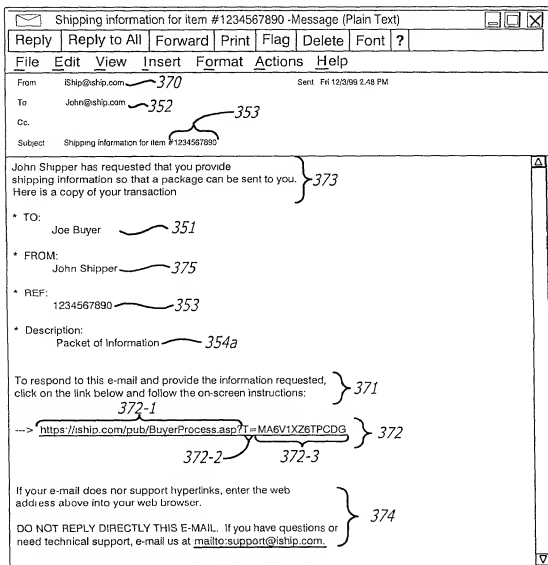 Shipping information for item #1234567890 -Message (Plain Text)
Reply Reply to All Forward Print Flag Delete Font ?
File Edit View Insert Format Actions Help
From iShip@iship.com 370 Sent Fri 12/3/99 2.48 PM
To John@iship.com 352
353
Cc.
Subject Shipping information for item #1234567890
John Shipper has requested that you provide
shipping information so that a package can be sent to you. 373
Here is a copy of your transaction
* TO:
Joe Buyer 351
* FROM:
John Shipper 375
* REF:
1234567890 353
* Description:
Packet of Information 354a
To respond to this e-mail and provide the information requested, 371
click on the link below and follow the on-screen instructions:
372-1
---> https://iship.com/pub/BuyerProcess.asp?T=MA6V1XZ6TPCDG 372
372-2 372-3
If your e-mail does nor support hyperlinks, enter the web
address above into your web browser.
374
DO NOT REPLY DIRECTLY THIS E-MAIL. If you have questions or
need technical support, e-mail us at mailto:support@iship.com.